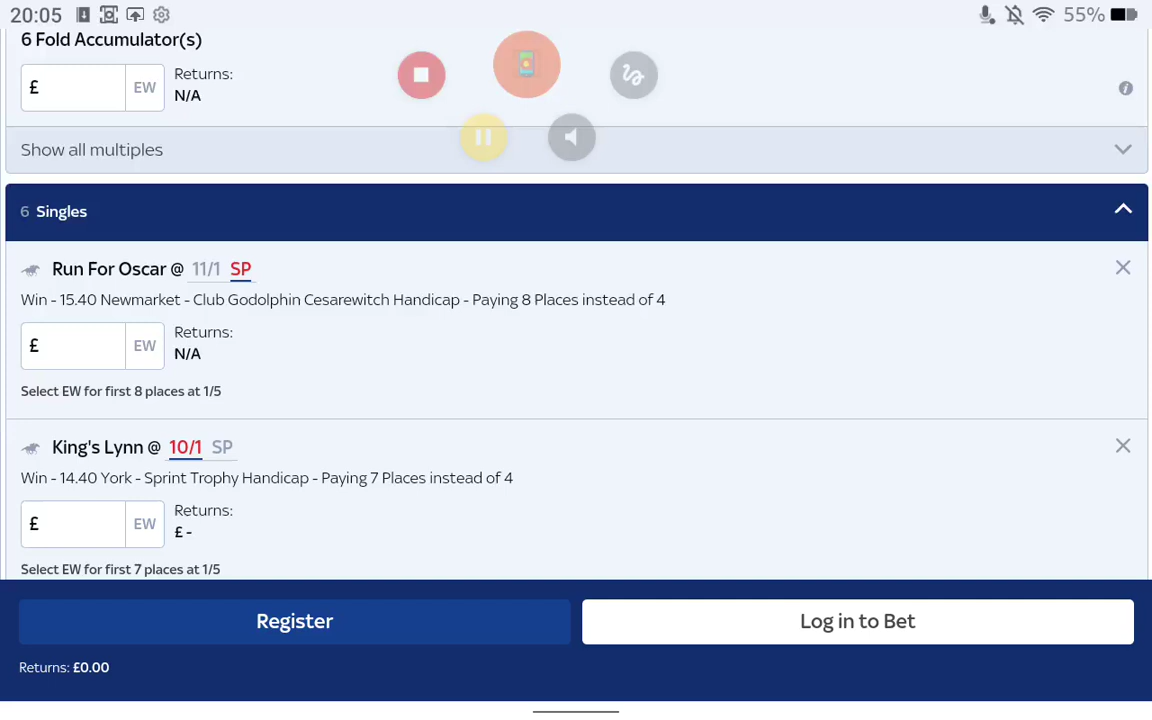 20:05
55%
6 Fold Accumulator(s)
£ EW
Returns:
N/A
Show all multiples
6 Singles
Run For Oscar @ 11/1 SP
Win - 15.40 Newmarket - Club Godolphin Cesarewitch Handicap - Paying 8 Places instead of 4
£ EW
Returns:
N/A
Select EW for first 8 places at 1/5
King's Lynn @ 10/1 SP
Win - 14.40 York - Sprint Trophy Handicap - Paying 7 Places instead of 4
£ EW
Returns:
£ -
Select EW for first 7 places at 1/5
Register
Log in to Bet
Returns: £0.00